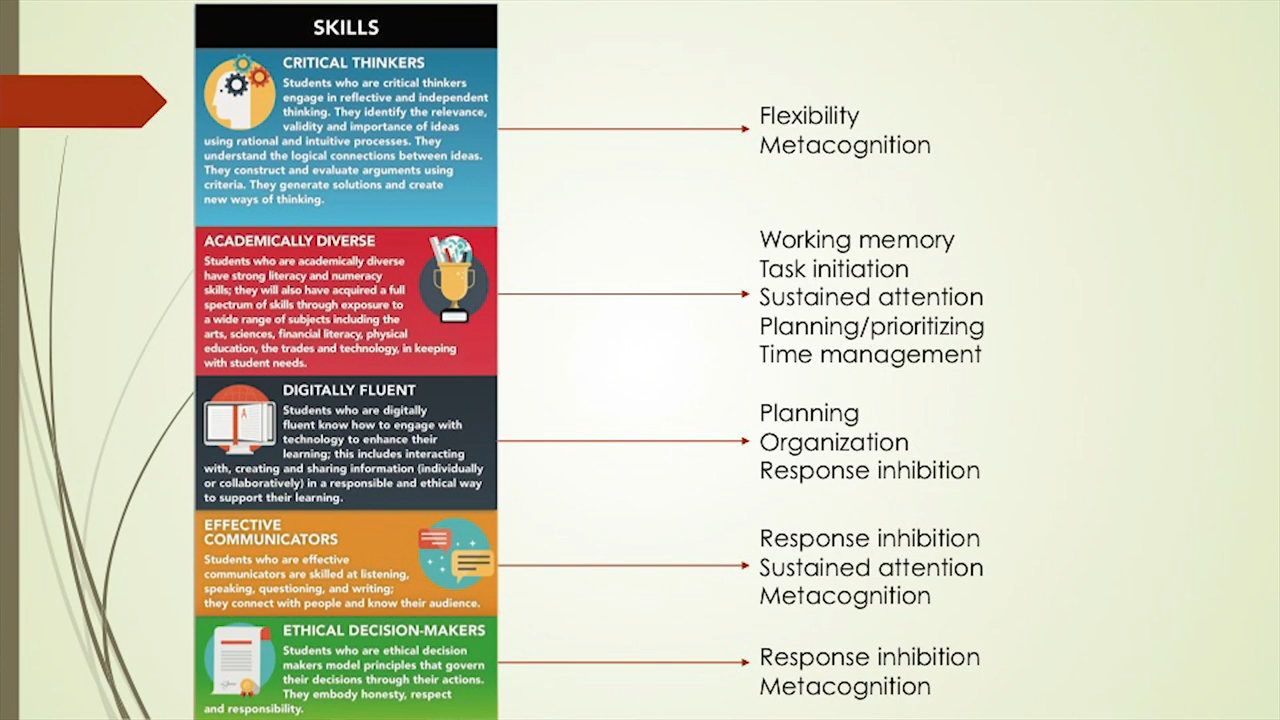 SKILLS
CRITICAL THINKERS
Students who are critical thinkers
engage in reflective and independent
thinking. They identify the relevance,
validity and importance of ideas
using rational and intuitive processes. They
understand the logical connections between ideas.
They construct and evaluate arguments using
criteria. They generate solutions and create
new ways of thinking.
Flexibility
Metacognition
ACADEMICALLY DIVERSE
Students who are academically diverse
have strong literacy and numeracy
skills; they will also have acquired a full
spectrum of skills through exposure to
a wide range of subjects including the
arts, sciences, financial literacy, physical
education, the trades and technology, in keeping
with student needs.
Working memory
Task initiation
Sustained attention
Planning/prioritizing
Time management
DIGITALLY FLUENT
A
Students who are digitally
fluent know how to engage with
technology to enhance their
learning; this includes interacting
with, creating and sharing information (individually
or collaboratively) in a responsible and ethical way
to support their learning.
Planning
Organization
Response inhibition
EFFECTIVE
COMMUNICATORS
Students who are effective
communicators are skilled at listening,
speaking, questioning, and writing;
they connect with people and know their audience.
Response inhibition
Sustained attention
Metacognition
ETHICAL DECISION-MAKERS
Students who are ethical decision
makers model principles that govern
their decisions through their actions.
They embody honesty, respect
and responsibility.
Response inhibition
Metacognition